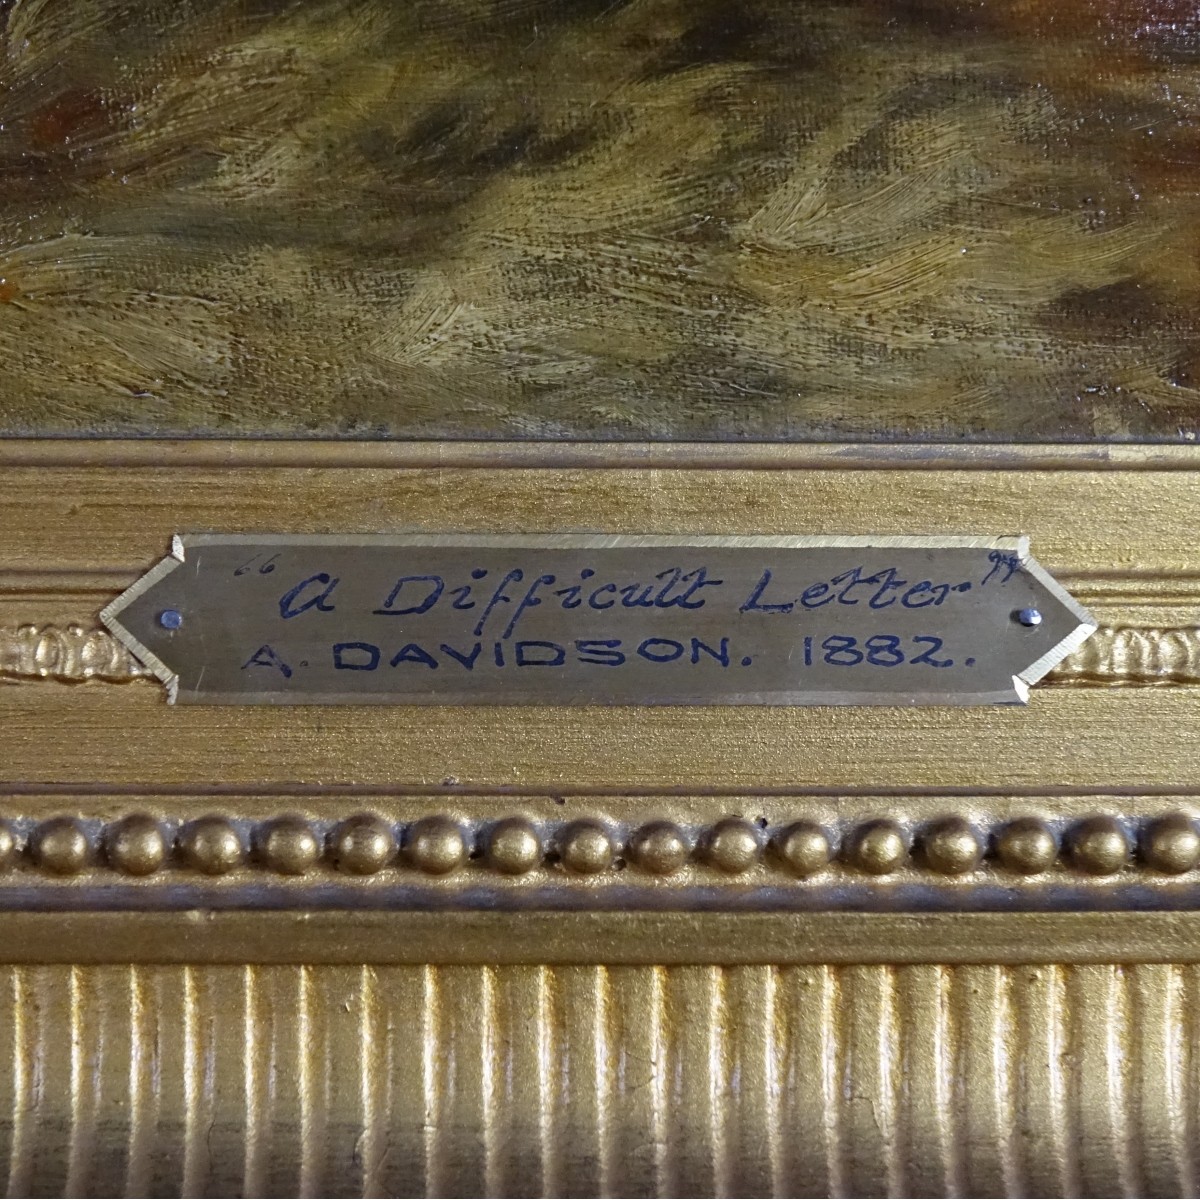 "A Difficult Letter"
A. DAVIDSON. 1882.